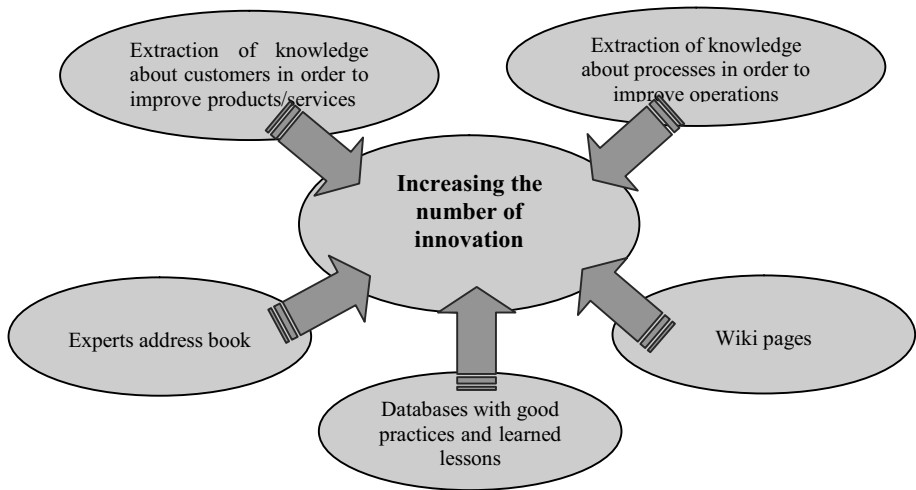 Extraction of knowledge
about customers in order to
improve products/services
Extraction of knowledge
about processes in order to
improve operations
Increasing the
number of
innovation
Experts address book
Wiki pages
Databases with good
practices and learned
lessons